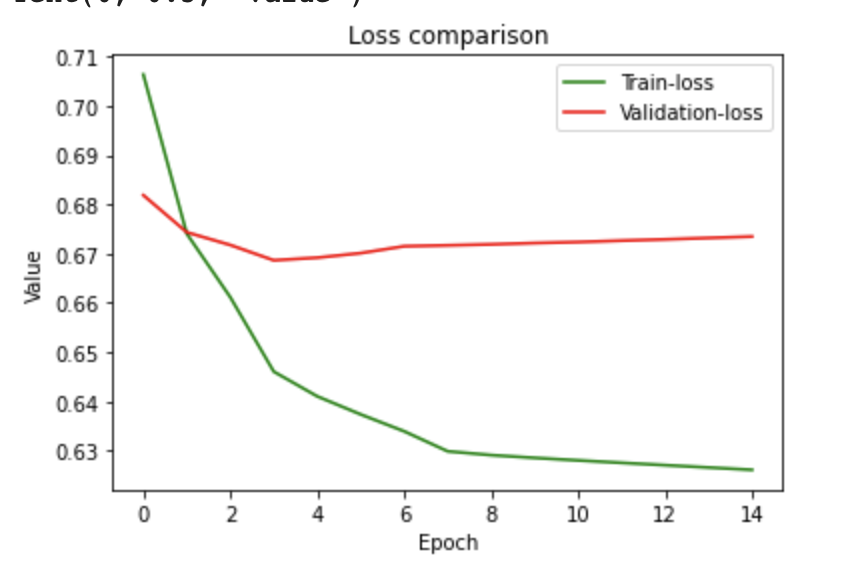 Loss comparison
0.71
0.70
0.69
0.68
0.67
0.66
0.65
0.64
0.63
Value
Train-loss
Validation-loss
0 2 4 6 8 10 12 14
Epoch